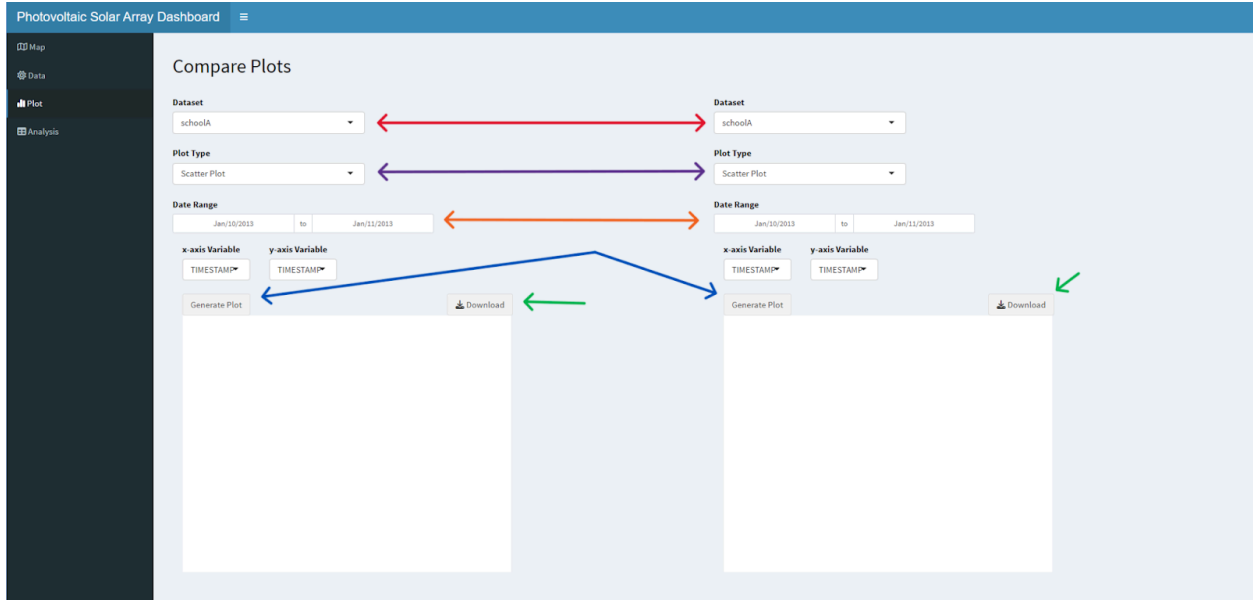 Photovoltaic Solar Array Dashboard
Map
Data
Plot
Analysis
Compare Plots
Dataset
schoolA
Plot Type
Scatter Plot
Date Range
Jan/10/2013 to Jan/11/2013
x-axis Variable y-axis Variable
TIMESTAMP TIMESTAMP
Generate Plot Download
Dataset
schoolA
Plot Type
Scatter Plot
Date Range
Jan/10/2013 to Jan/11/2013
x-axis Variable y-axis Variable
TIMESTAMP TIMESTAMP
Generate Plot Download